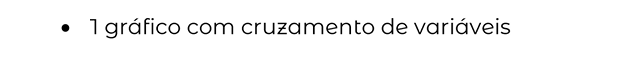 • 1 gráfico com cruzamento de variáveis